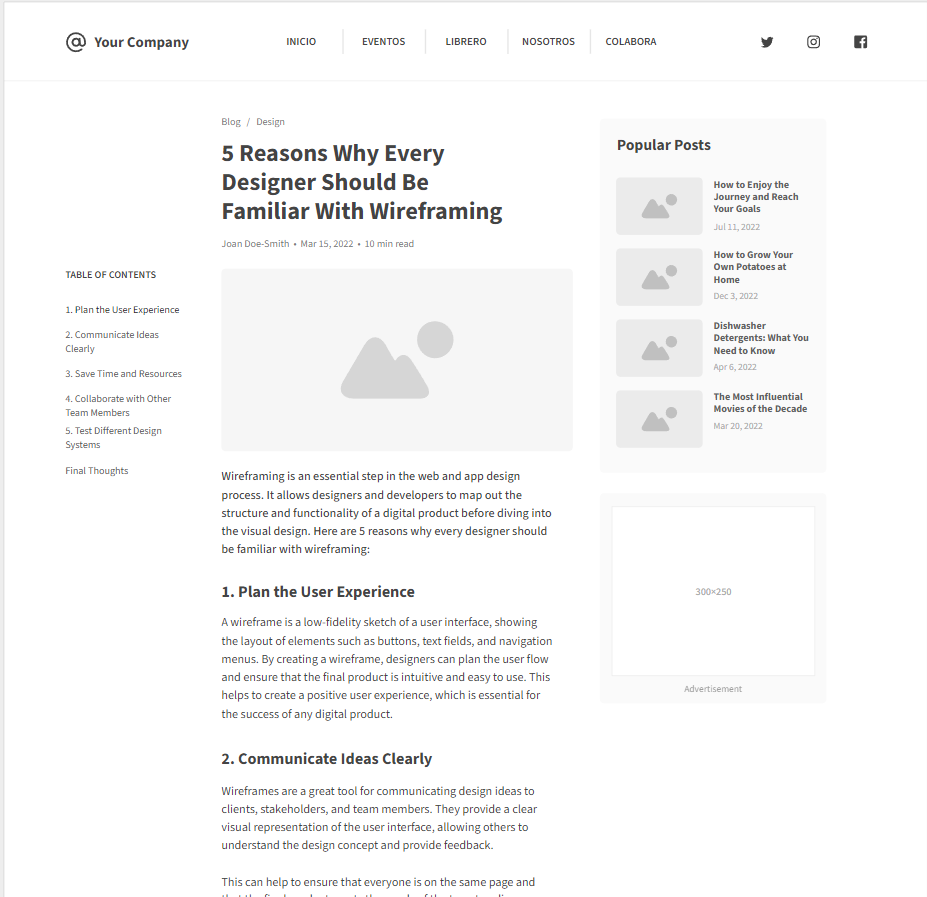 @ Your Company
INICIO
EVENTOS
LIBRERO
NOSOTROS
COLABORA
Blog / Design
5 Reasons Why Every
Designer Should Be
Familiar With Wireframing
Joan Doe-Smith • Mar 15, 2022 • 10 min read
TABLE OF CONTENTS
1. Plan the User Experience
2. Communicate Ideas
Clearly
3. Save Time and Resources
4. Collaborate with Other
Team Members
5. Test Different Design
Systems
Final Thoughts
Wireframing is an essential step in the web and app design
process. It allows designers and developers to map out the
structure and functionality of a digital product before diving into
the visual design. Here are 5 reasons why every designer should
be familiar with wireframing:
1. Plan the User Experience
A wireframe is a low-fidelity sketch of a user interface, showing
the layout of elements such as buttons, text fields, and navigation
menus. By creating a wireframe, designers can plan the user flow
and ensure that the final product is intuitive and easy to use. This
helps to create a positive user experience, which is essential for
the success of any digital product.
2. Communicate Ideas Clearly
Wireframes are a great tool for communicating design ideas to
clients, stakeholders, and team members. They provide a clear
visual representation of the user interface, allowing others to
understand the design concept and provide feedback.
This can help to ensure that everyone is on the same page and
Popular Posts
How to Enjoy the
Journey and Reach
Your Goals
Jul 11, 2022
How to Grow Your
Own Potatoes at
Home
Dec 3, 2022
Dishwasher
Detergents: What You
Need to Know
Apr 6, 2022
The Most Influential
Movies of the Decade
Mar 20, 2022
300×250
Advertisement